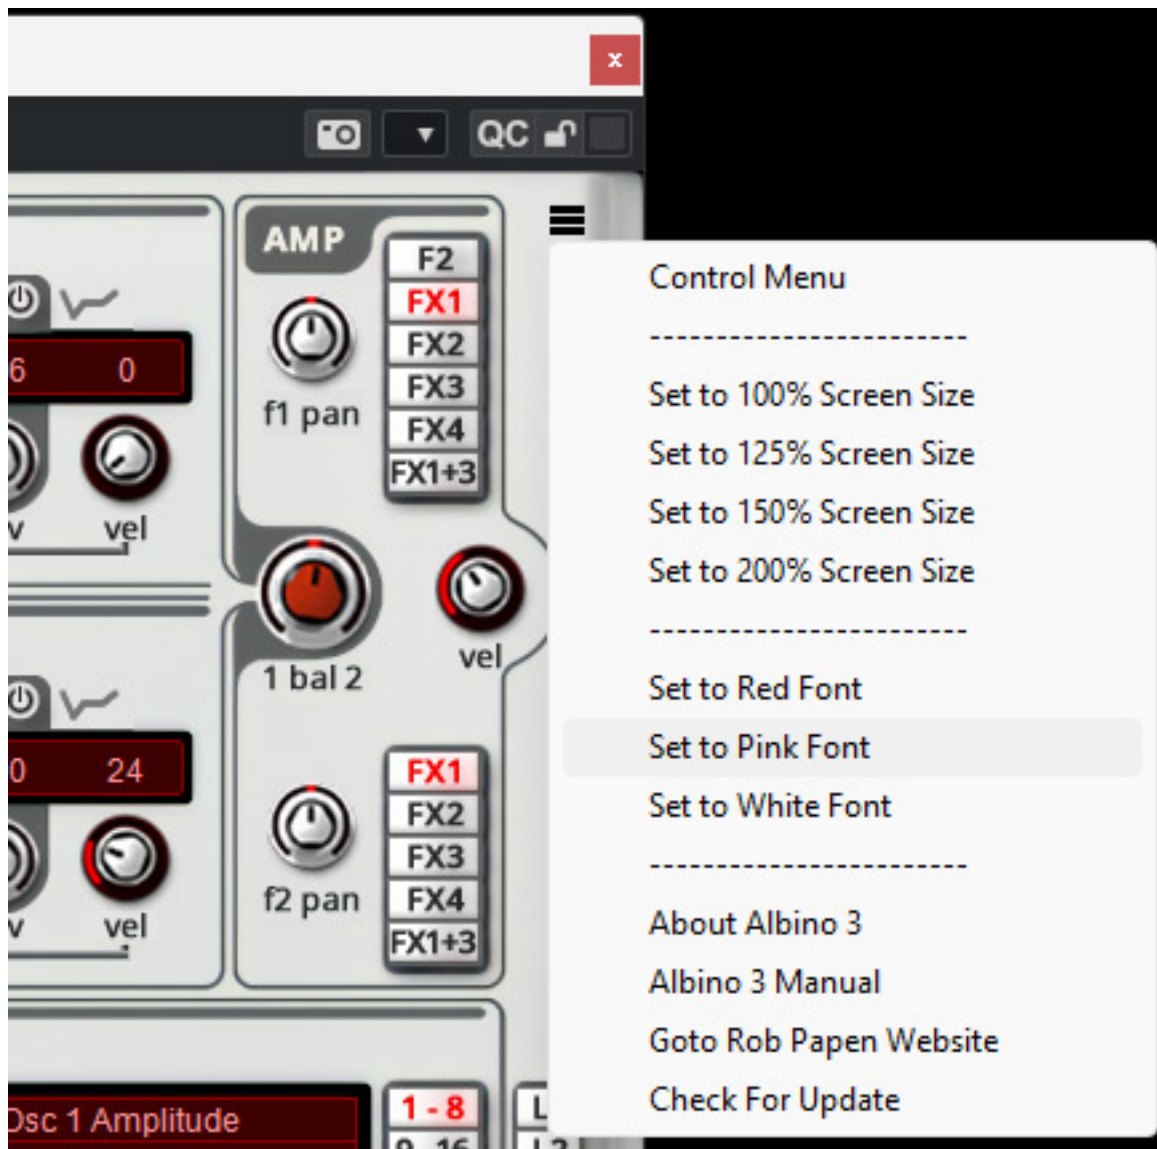 x
QC
AMP
F2
FX1
FX2
FX3
FX4
FX1+3
f1 pan
6 0
v vel
1 bal 2
vel
0 24
v vel
FX1
FX2
FX3
FX4
FX1+3
f2 pan
Osc 1 Amplitude
1 - 8
9 - 16
L
L2
Control Menu
------------------------
Set to 100% Screen Size
Set to 125% Screen Size
Set to 150% Screen Size
Set to 200% Screen Size
------------------------
Set to Red Font
Set to Pink Font
Set to White Font
------------------------
About Albino 3
Albino 3 Manual
Goto Rob Papen Website
Check For Update